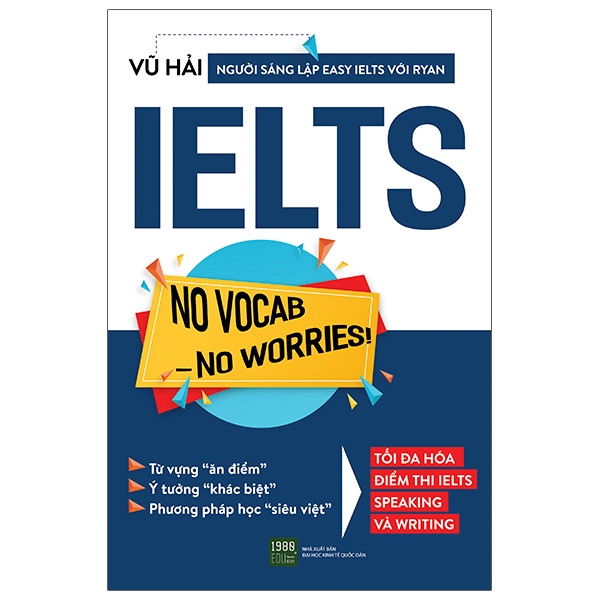 VŨ HẢI
NGƯỜI SÁNG LẬP EASY IELTS VỚI RYAN
IELTS
NO VOCAB
– NO WORRIES!
Từ vựng “ăn điểm”
Ý tưởng “khác biệt”
Phương pháp học “siêu việt”
TỐI ĐA HÓA
ĐIỂM THI IELTS
SPEAKING
VÀ WRITING
1980
EDU
NHÀ XUẤT BẢN
ĐẠI HỌC KINH TẾ QUỐC DÂN